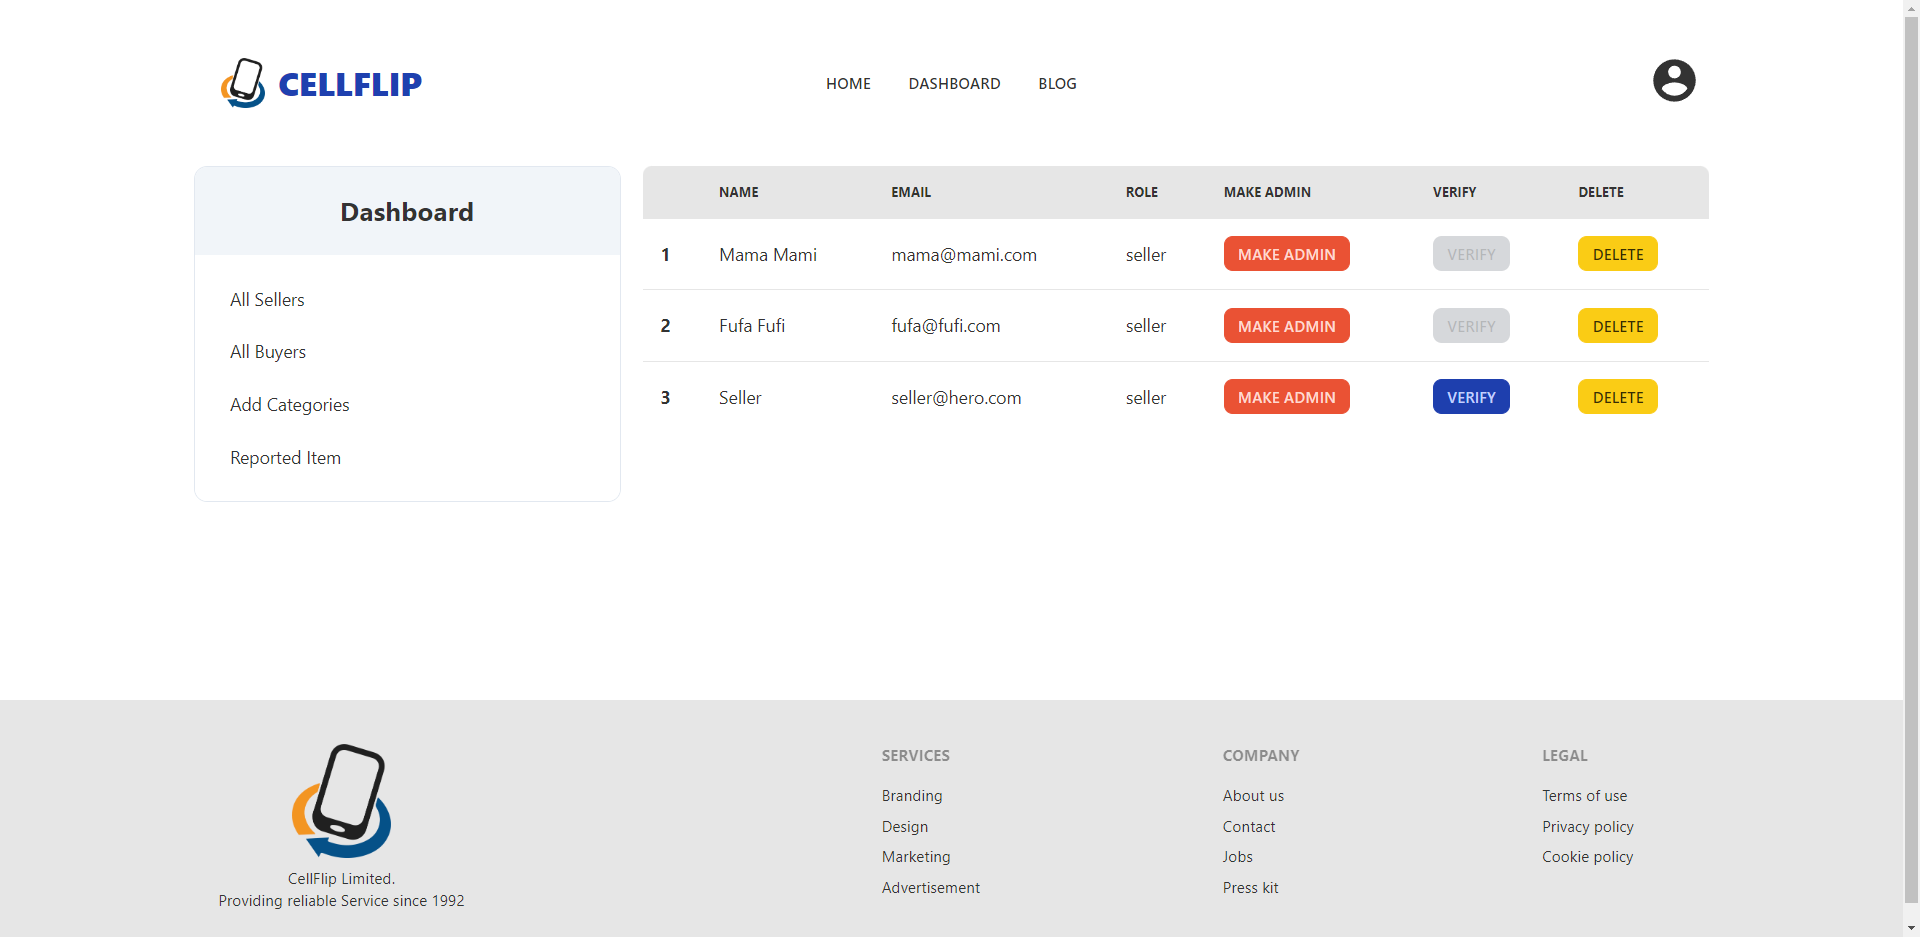 CELLFLIP
HOME DASHBOARD BLOG
Dashboard
All Sellers
All Buyers
Add Categories
Reported Item
NAME EMAIL ROLE MAKE ADMIN VERIFY DELETE
1 Mama Mami mama@mami.com seller MAKE ADMIN VERIFY DELETE
2 Fufa Fufi fufa@fufi.com seller MAKE ADMIN VERIFY DELETE
3 Seller seller@hero.com seller MAKE ADMIN VERIFY DELETE
CellFlip Limited.
Providing reliable Service since 1992
SERVICES
Branding
Design
Marketing
Advertisement
COMPANY
About us
Contact
Jobs
Press kit
LEGAL
Terms of use
Privacy policy
Cookie policy